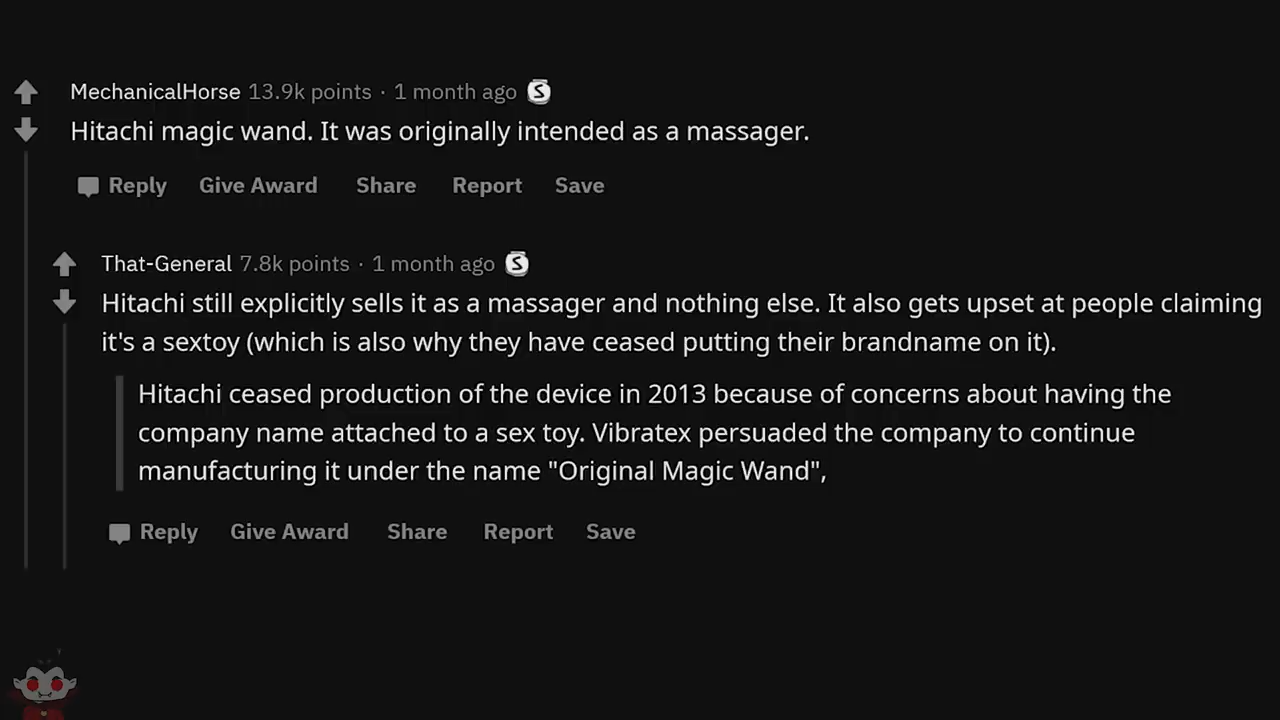 MechanicalHorse 13.9k points · 1 month ago S
Hitachi magic wand. It was originally intended as a massager.
Reply Give Award Share Report Save
That-General 7.8k points · 1 month ago S
Hitachi still explicitly sells it as a massager and nothing else. It also gets upset at people claiming
it's a sextoy (which is also why they have ceased putting their brandname on it).
Hitachi ceased production of the device in 2013 because of concerns about having the
company name attached to a sex toy. Vibratex persuaded the company to continue
manufacturing it under the name "Original Magic Wand",
Reply Give Award Share Report Save